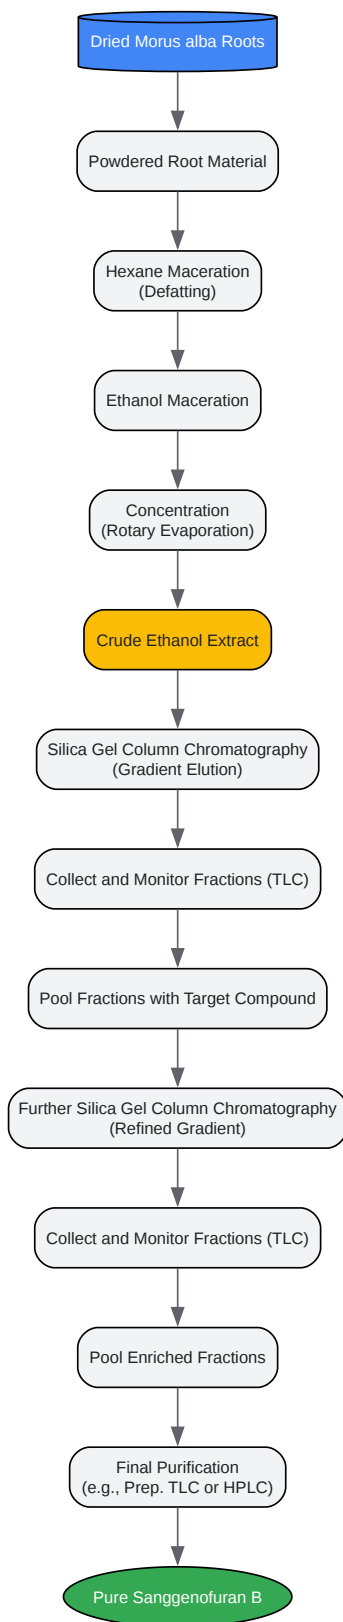 Dried Morus alba Roots
Powdered Root Material
Hexane Maceration
(Defatting)
Ethanol Maceration
Concentration
(Rotary Evaporation)
Crude Ethanol Extract
Silica Gel Column Chromatography
(Gradient Elution)
Collect and Monitor Fractions (TLC)
Pool Fractions with Target Compound
Further Silica Gel Column Chromatography
(Refined Gradient)
Collect and Monitor Fractions (TLC)
Pool Enriched Fractions
Final Purification
(e.g., Prep. TLC or HPLC)
Pure Sanggenofuran B